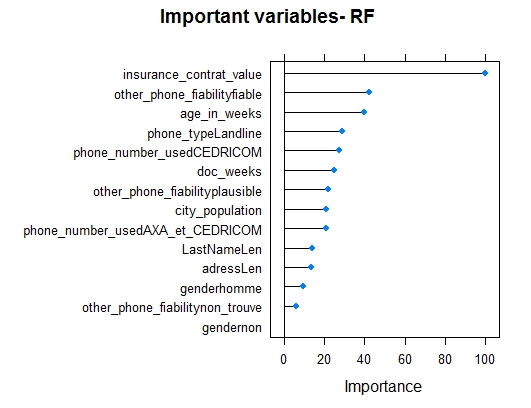 Important variables- RF
insurance_contrat_value
other_phone_fiabilityfiable
age_in_weeks
phone_typeLandline
phone_number_usedCEDRICOM
doc_weeks
other_phone_fiabilityplausible
city_population
phone_number_usedAXA_et_CEDRICOM
LastNameLen
adressLen
genderhomme
other_phone_fiabilitynon_trouve
gendernon
0 20 40 60 80 100
Importance